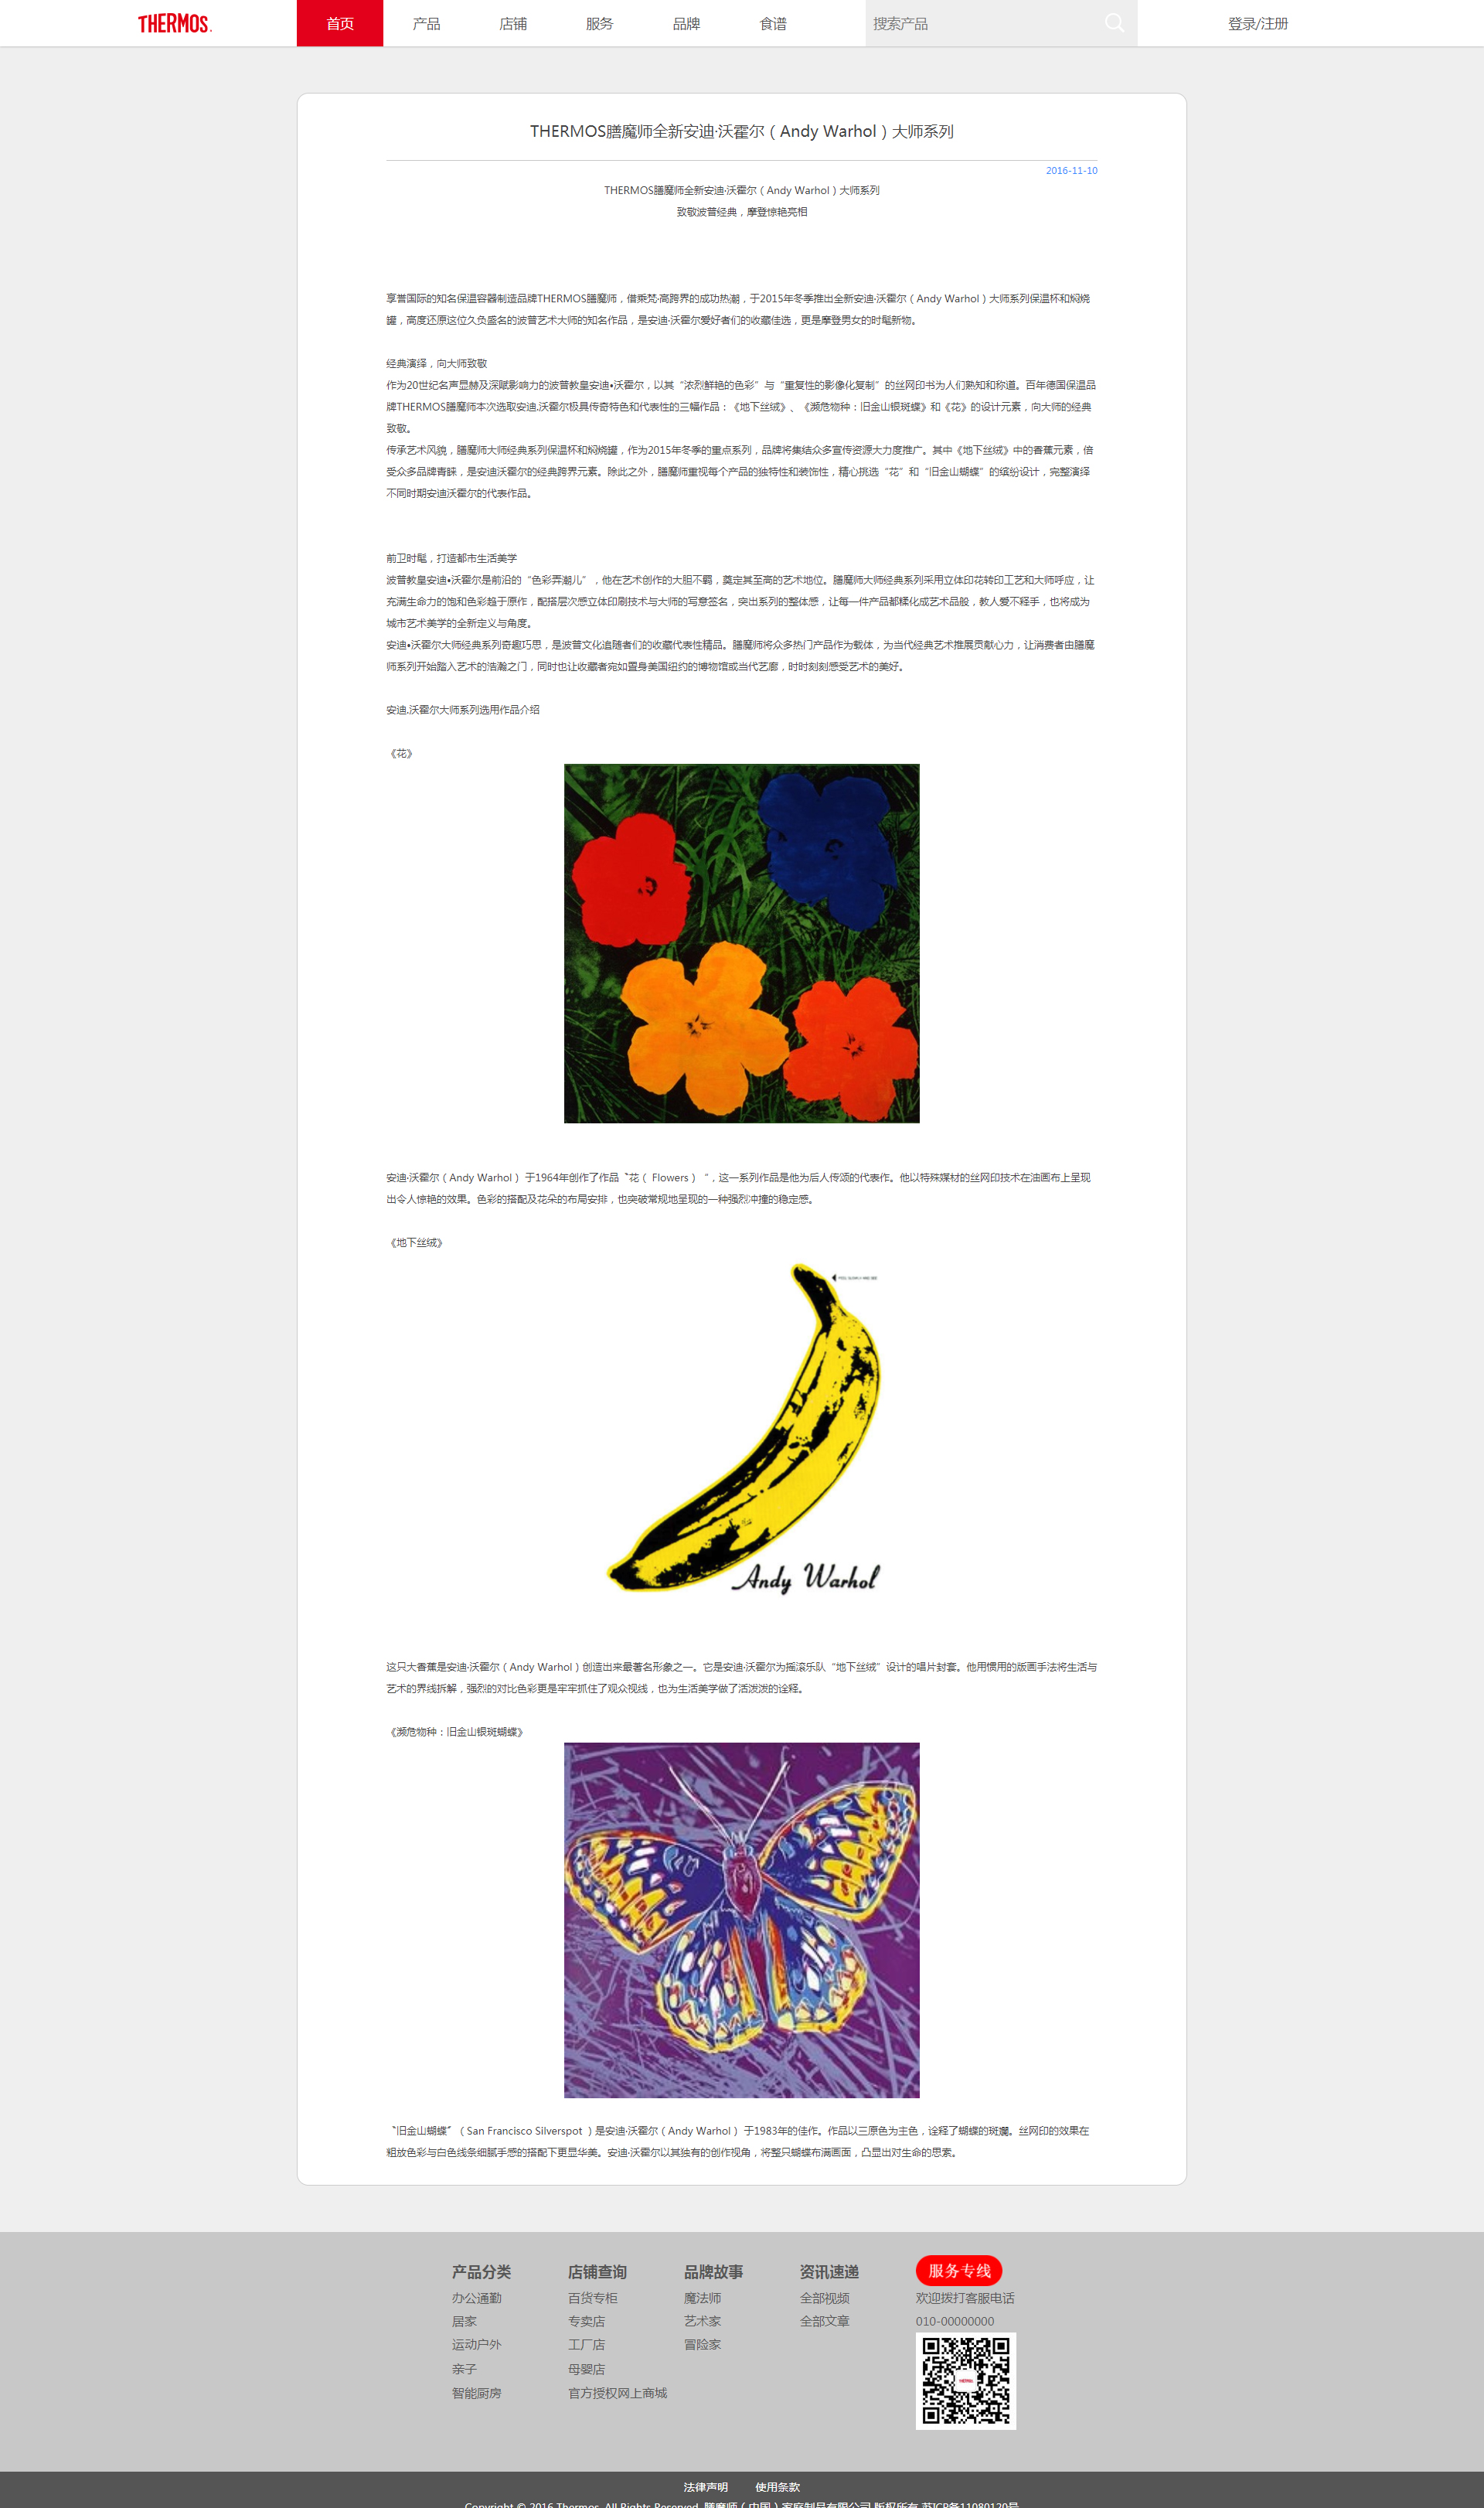 THERMOS. 首页 产品 店铺 服务 品牌 食谱 搜索产品 登录/注册
THERMOS膳魔师全新安迪·沃霍尔（Andy Warhol）大师系列
2016-11-10
THERMOS膳魔师全新安迪·沃霍尔（Andy Warhol）大师系列
致敬波普经典，摩登惊艳亮相
享誉国际的知名保温容器制造品牌THERMOS膳魔师，借乘梵·高跨界的成功热潮，于2015年冬季推出全新安迪·沃霍尔（Andy Warhol）大师系列保温杯和焖烧
罐，高度还原这位久负盛名的波普艺术大师的知名作品，是安迪·沃霍尔爱好者们的收藏佳选，更是摩登男女的时髦新物。
经典演绎，向大师致敬
作为20世纪名声显赫及深赋影响力的波普教皇安迪•沃霍尔，以其“浓烈鲜艳的色彩”与“重复性的影像化复制”的丝网印书为人们熟知和称道。百年德国保温品
牌THERMOS膳魔师本次选取安迪.沃霍尔极具传奇特色和代表性的三幅作品：《地下丝绒》、《濒危物种：旧金山银斑蝶》和《花》的设计元素，向大师的经典
致敬。
传承艺术风貌，膳魔师大师经典系列保温杯和焖烧罐，作为2015年冬季的重点系列，品牌将集结众多宣传资源大力度推广。其中《地下丝绒》中的香蕉元素，倍
受众多品牌青睐，是安迪沃霍尔的经典跨界元素。除此之外，膳魔师重视每个产品的独特性和装饰性，精心挑选“花”和“旧金山蝴蝶”的缤纷设计，完整演绎
不同时期安迪沃霍尔的代表作品。
前卫时髦，打造都市生活美学
波普教皇安迪•沃霍尔是前沿的“色彩弄潮儿”，他在艺术创作的大胆不羁，奠定其至高的艺术地位。膳魔师大师经典系列采用立体印花转印工艺和大师呼应，让
充满生命力的饱和色彩趋于原作，配搭层次感立体印刷技术与大师的写意签名，突出系列的整体感，让每一件产品都糅化成艺术品般，教人爱不释手，也将成为
城市艺术美学的全新定义与角度。
安迪•沃霍尔大师经典系列奇趣巧思，是波普文化追随者们的收藏代表性精品。膳魔师将众多热门产品作为载体，为当代经典艺术推展贡献心力，让消费者由膳魔
师系列开始踏入艺术的浩瀚之门，同时也让收藏者宛如置身美国纽约的博物馆或当代艺廊，时时刻刻感受艺术的美好。
安迪.沃霍尔大师系列选用作品介绍
《花》
安迪·沃霍尔（Andy Warhol） 于1964年创作了作品〝花（ Flowers）〞，这一系列作品是他为后人传颂的代表作。他以特殊媒材的丝网印技术在油画布上呈现
出令人惊艳的效果。色彩的搭配及花朵的布局安排，也突破常规地呈现的一种强烈冲撞的稳定感。
《地下丝绒》
Andy Warhol
这只大香蕉是安迪·沃霍尔（Andy Warhol）创造出来最著名形象之一。它是安迪·沃霍尔为摇滚乐队“地下丝绒”设计的唱片封套。他用惯用的版画手法将生活与
艺术的界线拆解，强烈的对比色彩更是牢牢抓住了观众视线，也为生活美学做了活泼泼的诠释。
《濒危物种：旧金山银斑蝴蝶》
〝旧金山蝴蝶〞（San Francisco Silverspot ）是安迪·沃霍尔（Andy Warhol） 于1983年的佳作。作品以三原色为主色，诠释了蝴蝶的斑斓。丝网印的效果在
粗放色彩与白色线条细腻手感的搭配下更显华美。安迪·沃霍尔以其独有的创作视角，将整只蝴蝶布满画面，凸显出对生命的思索。
产品分类 店铺查询 品牌故事 资讯速递 服务专线
办公通勤 百货专柜 魔法师 全部视频 欢迎拨打客服电话
居家 专卖店 艺术家 全部文章 010-00000000
运动户外 工厂店 冒险家
亲子 母婴店
智能厨房 官方授权网上商城
法律声明 使用条款
Copyright © 2016 Thermos. All Rights Reserved. 膳魔师（中国）家庭制品有限公司 版权所有 苏ICP备11080120号